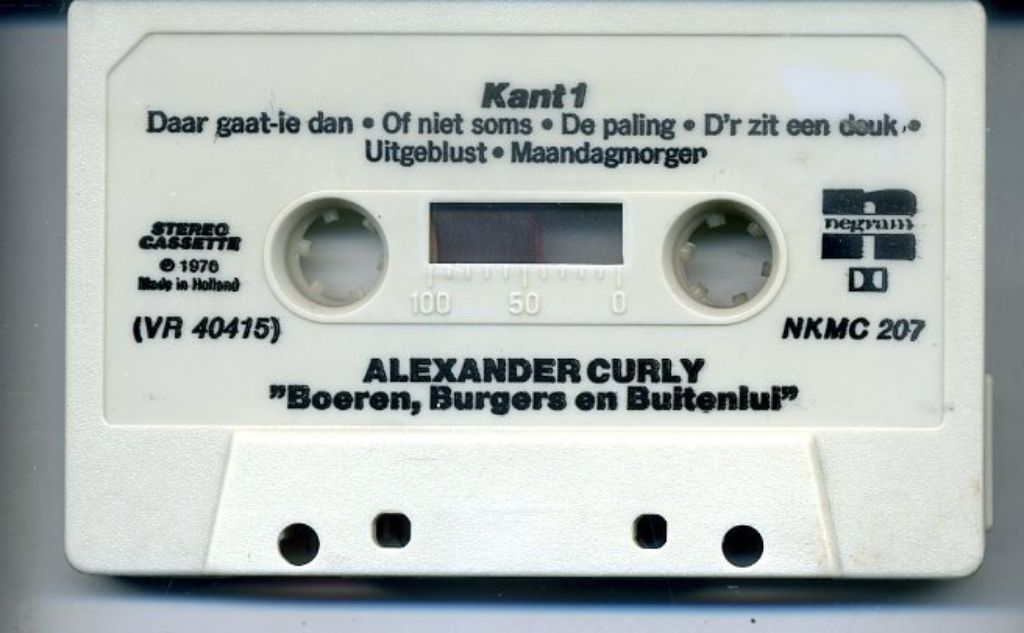 Kant 1
Daar gaat-ie dan • Of niet soms • De paling • D'r zit een deuk •
Uitgeblust • Maandagmorgen
STEREO
CASSETTE
℗ 1976
Made in Holland
(VR 40415)
n
negram
NKMC 207
100 50 0
ALEXANDER CURLY
"Boeren, Burgers en Buitenlui"